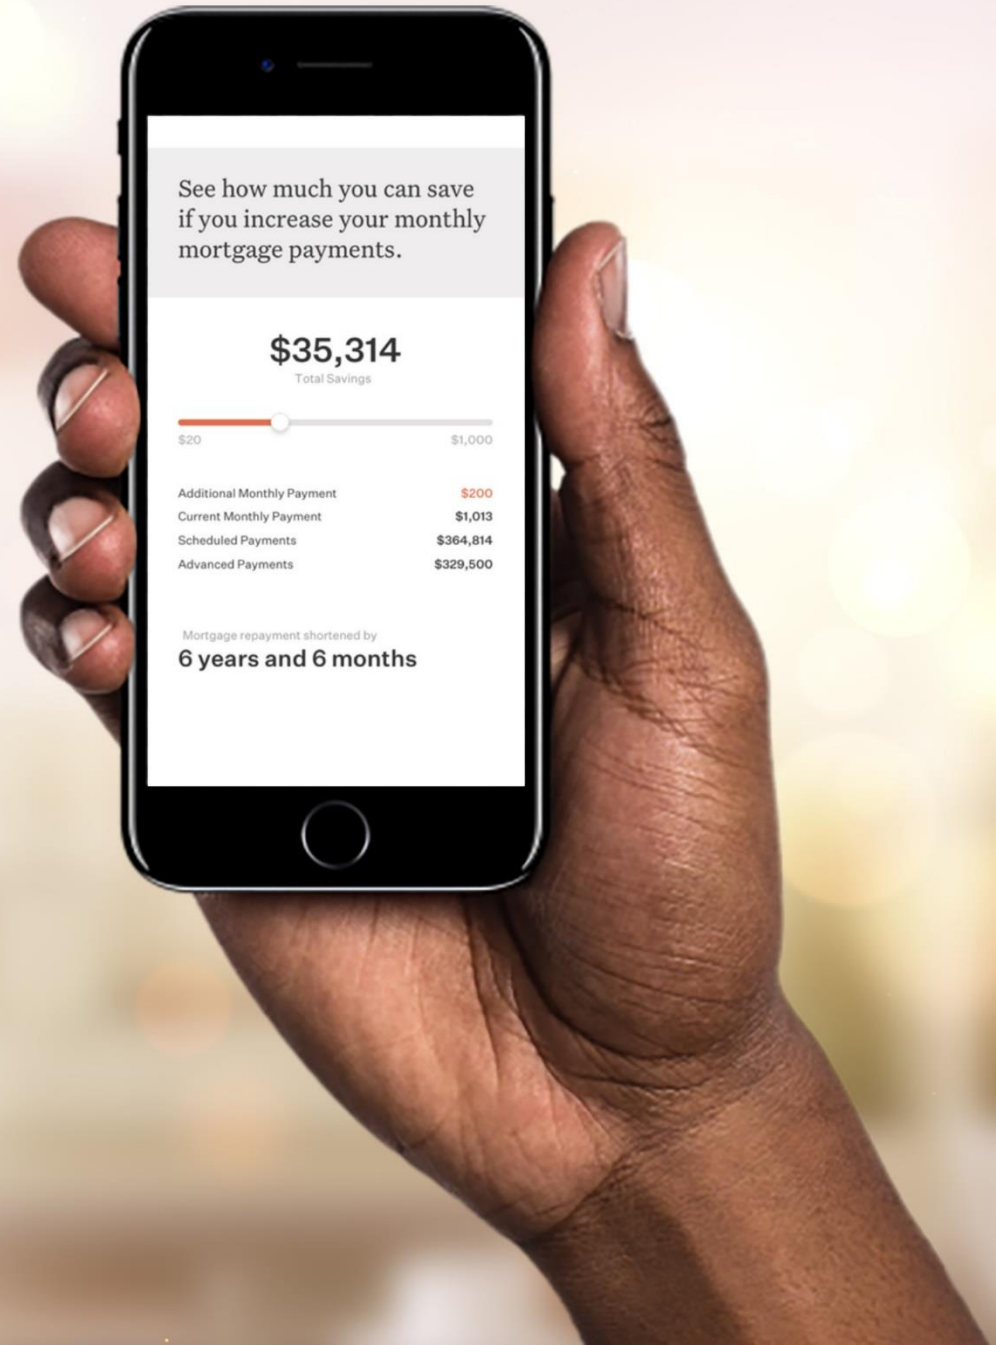 See how much you can save
if you increase your monthly
mortgage payments.
$35,314
Total Savings
$20 $1,000
Additional Monthly Payment $200
Current Monthly Payment $1,013
Scheduled Payments $364,814
Advanced Payments $329,500
Mortgage repayment shortened by
6 years and 6 months